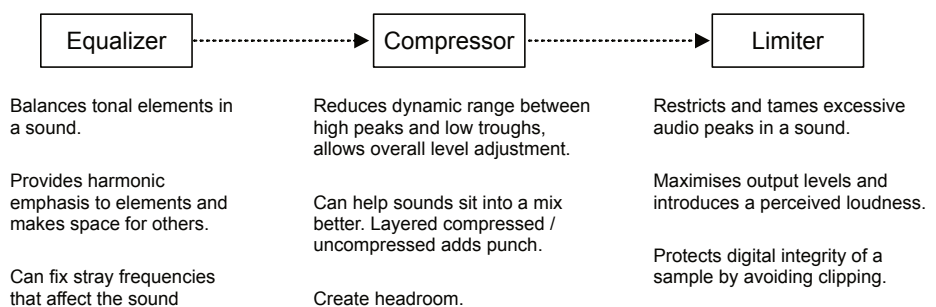 Equalizer
Compressor
Limiter
Balances tonal elements in
a sound.
Provides harmonic
emphasis to elements and
makes space for others.
Can fix stray frequencies
that affect the sound
Reduces dynamic range between
high peaks and low troughs,
allows overall level adjustment.
Can help sounds sit into a mix
better. Layered compressed /
uncompressed adds punch.
Create headroom.
Restricts and tames excessive
audio peaks in a sound.
Maximises output levels and
introduces a perceived loudness.
Protects digital integrity of a
sample by avoiding clipping.